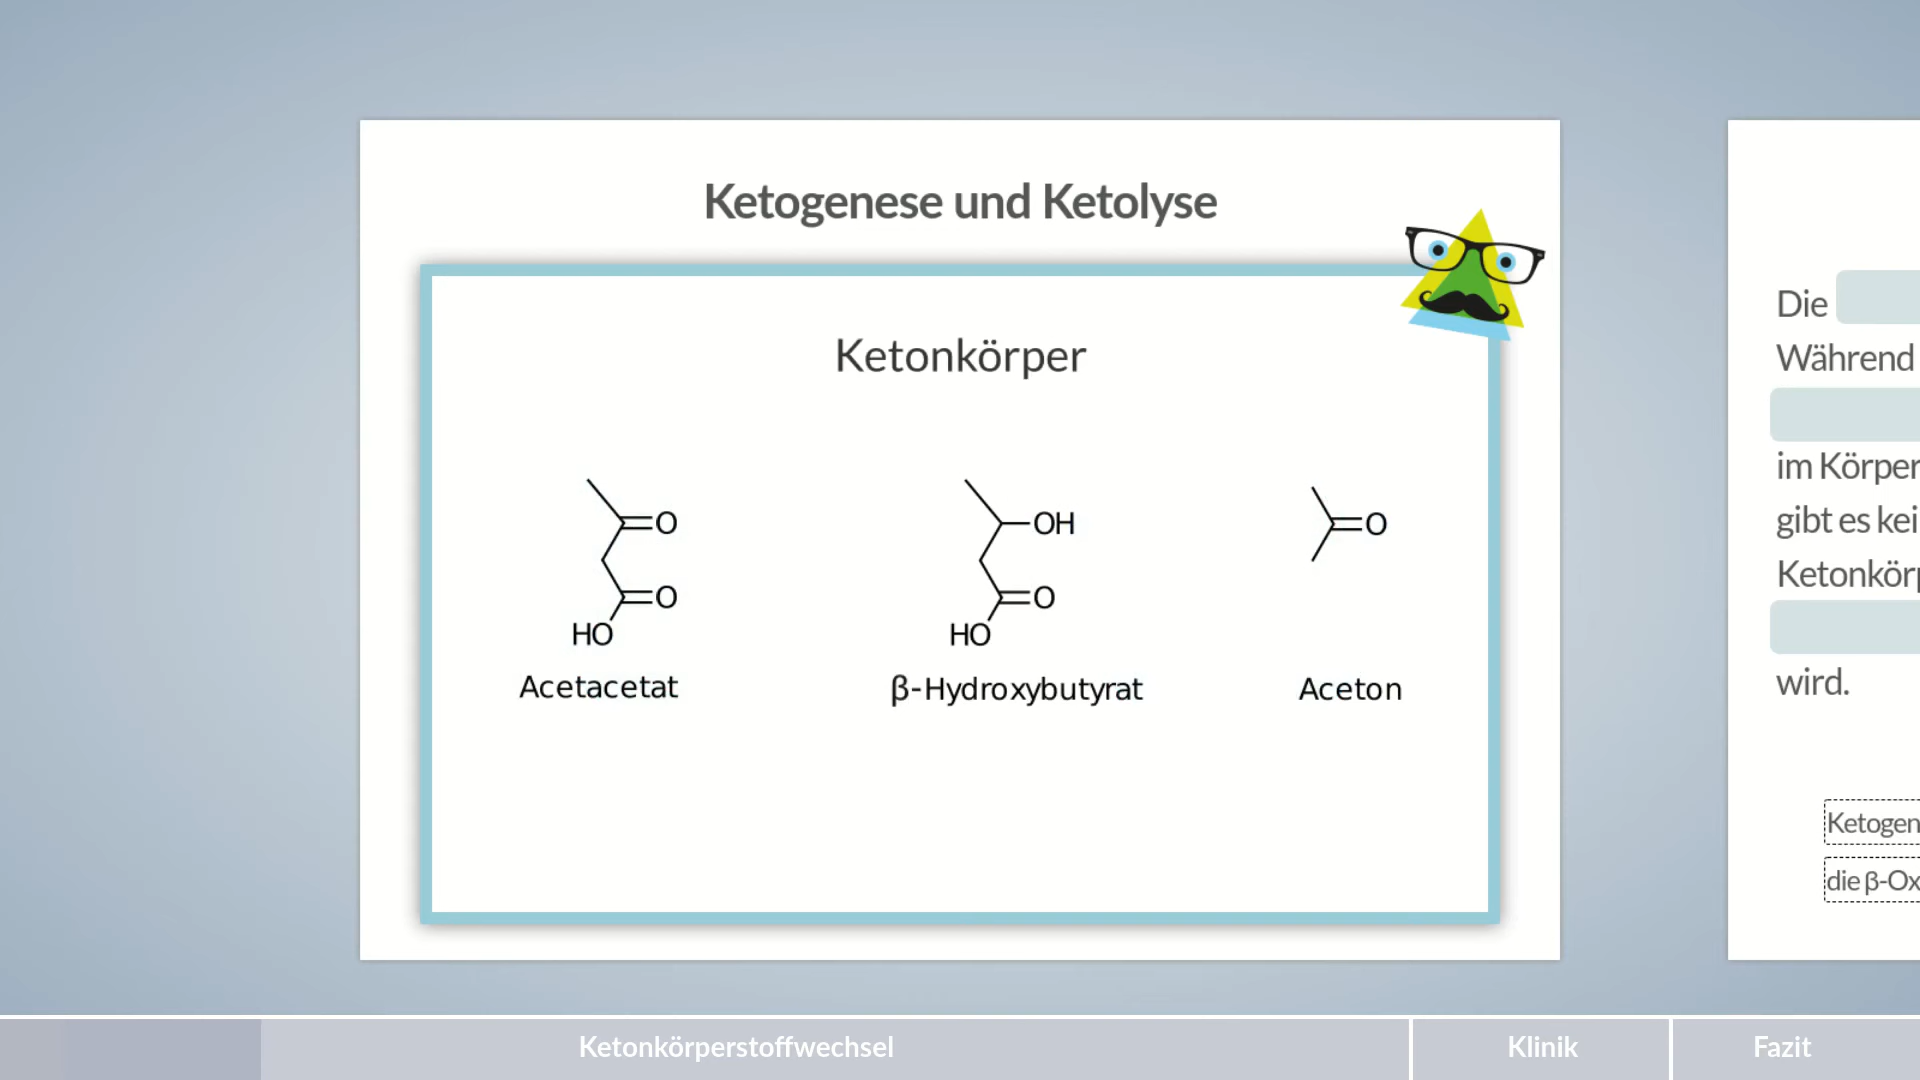 Ketogenese und Ketolyse
Ketonkörper
O
O
HO
Acetacetat
OH
O
HO
β-Hydroxybutyrat
O
Aceton
Die
Während
im Körper
gibt es kei
Ketonkörp
wird.
Ketogen
die β-Ox
Ketonkörperstoffwechsel
Klinik
Fazit